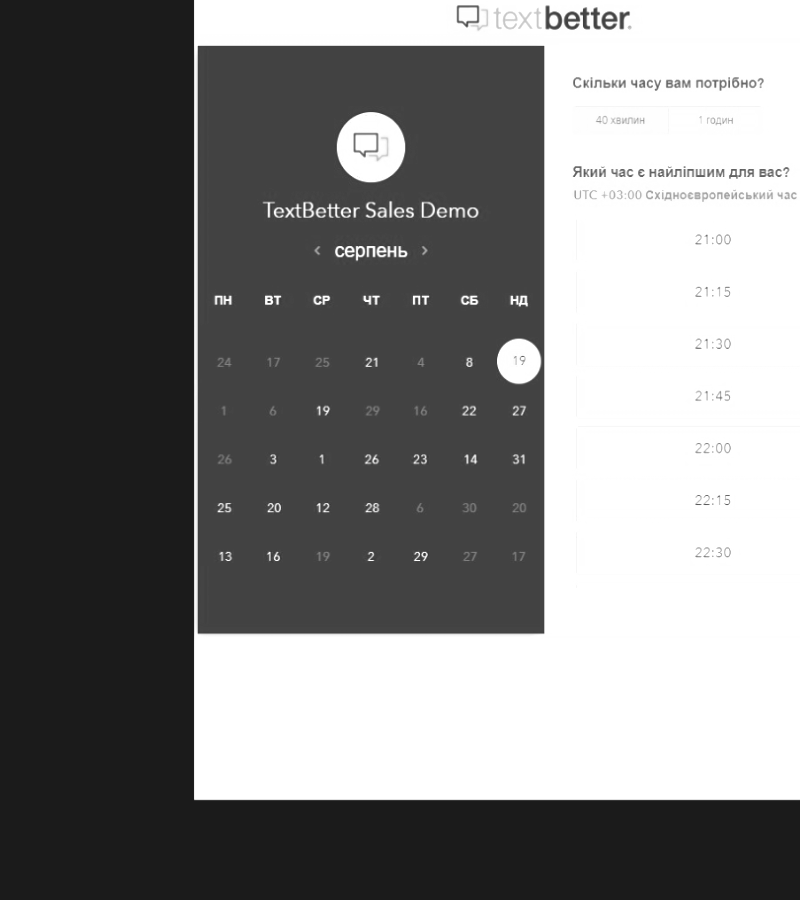 textbetter.
Скільки часу вам потрібно?
40 хвилин 1 годин
TextBetter Sales Demo
Який час є найліпшим для вас?
UTC +03:00 Східноєвропейський час
< серпень >
21:00
ПН ВТ СР ЧТ ПТ СБ НД
21:15
24 17 25 21 4 8 19
21:30
1 6 19 29 16 22 27
21:45
26 3 1 26 23 14 31
22:00
25 20 12 28 6 30 20
22:15
13 16 19 2 29 27 17
22:30